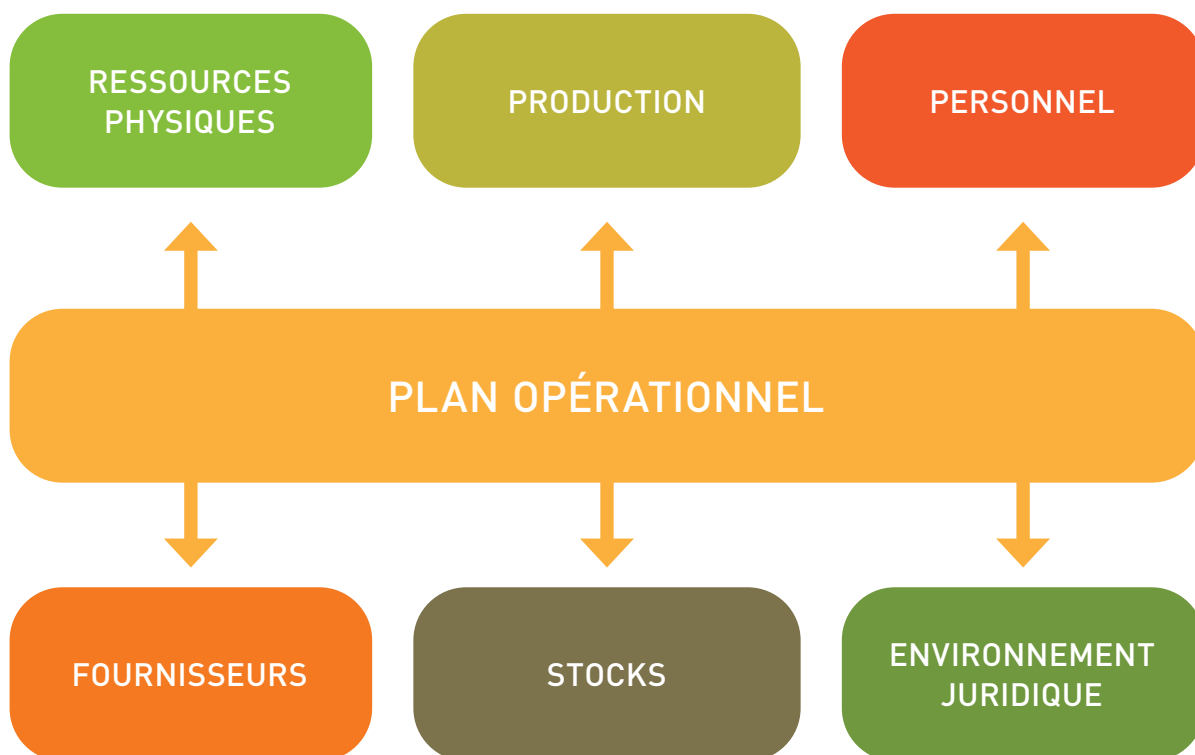 RESSOURCES
PHYSIQUES
PRODUCTION
PERSONNEL
PLAN OPÉRATIONNEL
FOURNISSEURS
STOCKS
ENVIRONNEMENT
JURIDIQUE